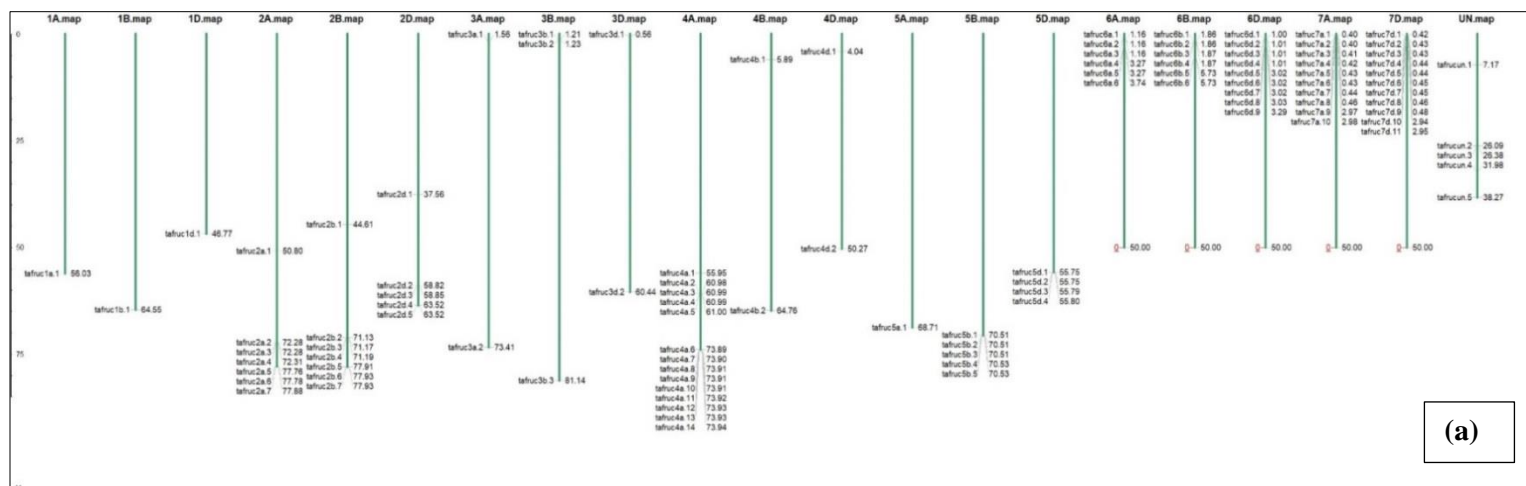 1A.map 1B.map 1D.map 2A.map 2B.map 2D.map 3A.map 3B.map 3D.map 4A.map 4B.map 4D.map 5A.map 5B.map 5D.map 6A.map 6B.map 6D.map 7A.map 7D.map UN.map
0
25
50
75
tafruc1a.1 56.03
tafruc1b.1 64.55
tafruc1d.1 46.77
tafruc2a.1 50.80
tafruc2a.2 72.28
tafruc2a.3 72.28
tafruc2a.4 72.31
tafruc2a.5 77.76
tafruc2a.6 77.78
tafruc2a.7 77.88
tafruc2b.1 44.61
tafruc2b.2 71.13
tafruc2b.3 71.17
tafruc2b.4 71.19
tafruc2b.5 77.91
tafruc2b.6 77.93
tafruc2b.7 77.93
tafruc2d.1 37.56
tafruc2d.2 58.82
tafruc2d.3 58.85
tafruc2d.4 63.52
tafruc2d.5 63.52
tafruc3a.1 1.56
tafruc3a.2 73.41
tafruc3b.1 1.21
tafruc3b.2 1.23
tafruc3b.3 81.14
tafruc3d.1 0.56
tafruc3d.2 60.44
tafruc4a.1 55.95
tafruc4a.2 60.98
tafruc4a.3 60.99
tafruc4a.4 60.99
tafruc4a.5 61.00
tafruc4a.6 73.89
tafruc4a.7 73.90
tafruc4a.8 73.91
tafruc4a.9 73.91
tafruc4a.10 73.91
tafruc4a.11 73.92
tafruc4a.12 73.93
tafruc4a.13 73.93
tafruc4a.14 73.94
tafruc4b.1 5.89
tafruc4b.2 64.76
tafruc4d.1 4.04
tafruc4d.2 50.27
tafruc5a.1 68.71
tafruc5b.1 70.51
tafruc5b.2 70.51
tafruc5b.3 70.51
tafruc5b.4 70.53
tafruc5b.5 70.53
tafruc5d.1 55.75
tafruc5d.2 55.75
tafruc5d.3 55.79
tafruc5d.4 55.80
tafruc6a.1 1.16
tafruc6a.2 1.16
tafruc6a.3 1.16
tafruc6a.4 3.27
tafruc6a.5 3.27
tafruc6a.6 3.74
0 50.00
tafruc6b.1 1.86
tafruc6b.2 1.86
tafruc6b.3 1.87
tafruc6b.4 1.87
tafruc6b.5 5.73
tafruc6b.6 5.73
0 50.00
tafruc6d.1 1.00
tafruc6d.2 1.01
tafruc6d.3 1.01
tafruc6d.4 1.01
tafruc6d.5 3.02
tafruc6d.6 3.02
tafruc6d.7 3.02
tafruc6d.8 3.03
tafruc6d.9 3.29
0 50.00
tafruc7a.1 0.40
tafruc7a.2 0.40
tafruc7a.3 0.41
tafruc7a.4 0.42
tafruc7a.5 0.43
tafruc7a.6 0.43
tafruc7a.7 0.44
tafruc7a.8 0.46
tafruc7a.9 2.97
tafruc7a.10 2.98
0 50.00
tafruc7d.1 0.42
tafruc7d.2 0.43
tafruc7d.3 0.43
tafruc7d.4 0.44
tafruc7d.5 0.44
tafruc7d.6 0.45
tafruc7d.7 0.45
tafruc7d.8 0.46
tafruc7d.9 0.48
tafruc7d.10 2.94
tafruc7d.11 2.95
0 50.00
tafrucun.1 7.17
tafrucun.2 26.09
tafrucun.3 26.38
tafrucun.4 31.98
tafrucun.5 38.27
(a)